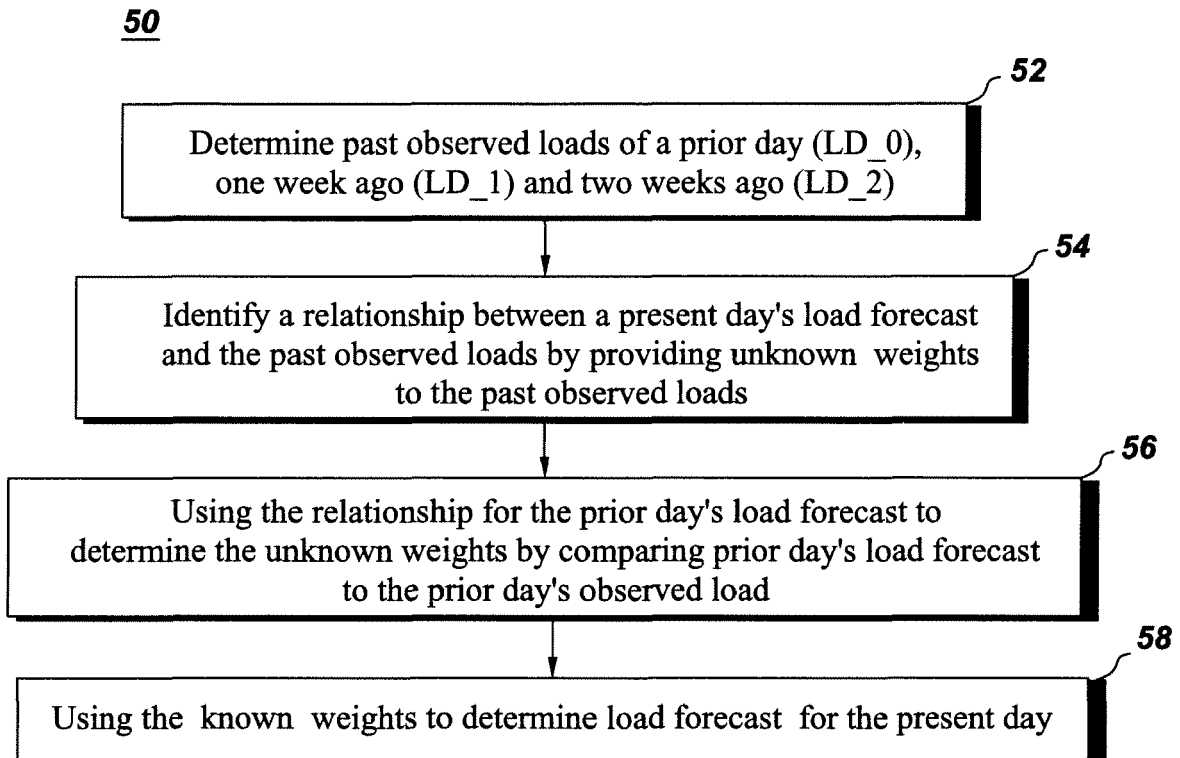 50
52
Determine past observed loads of a prior day (LD_0),
one week ago (LD_1) and two weeks ago (LD_2)
54
Identify a relationship between a present day's load forecast
and the past observed loads by providing unknown weights
to the past observed loads
56
Using the relationship for the prior day's load forecast to
determine the unknown weights by comparing prior day's load forecast
to the prior day's observed load
58
Using the known weights to determine load forecast for the present day